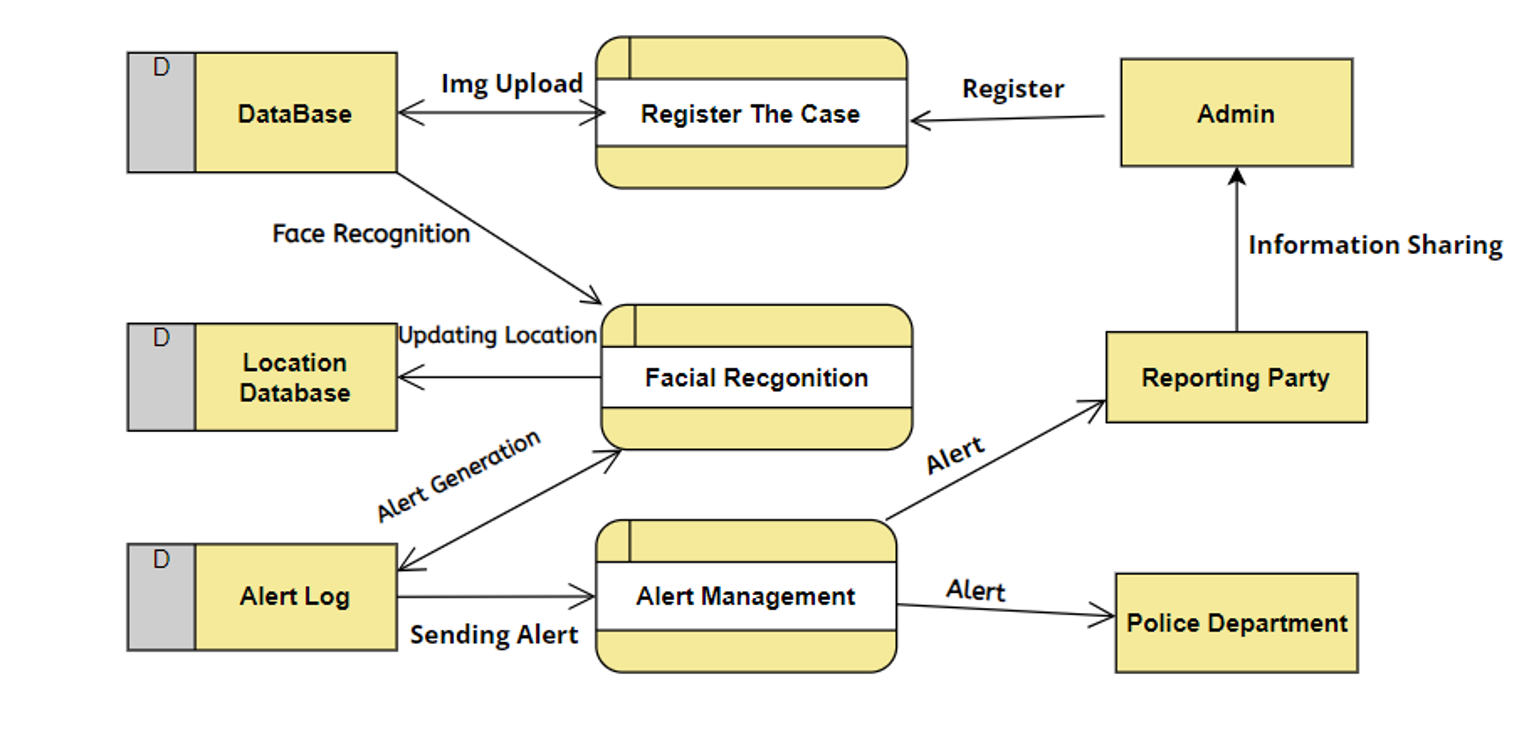 D
DataBase
Img Upload
Register The Case
Register
Admin
Face Recognition
Information Sharing
D
Location
Database
Updating Location
Facial Recgonition
Reporting Party
Alert Generation
Alert
D
Alert Log
Sending Alert
Alert Management
Alert
Police Department